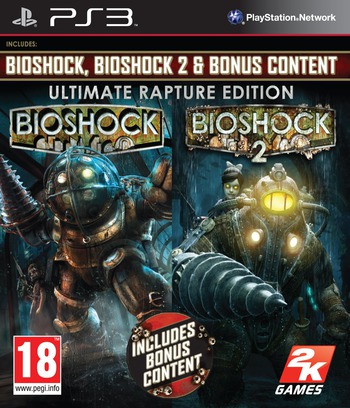 PS3
PlayStation®Network
INCLUDES:
BIOSHOCK, BIOSHOCK 2 & BONUS CONTENT
ULTIMATE RAPTURE EDITION
BIOSHOCK
BIOSHOCK
2
INCLUDES
BONUS
CONTENT
18
www.pegi.info
2K
GAMES